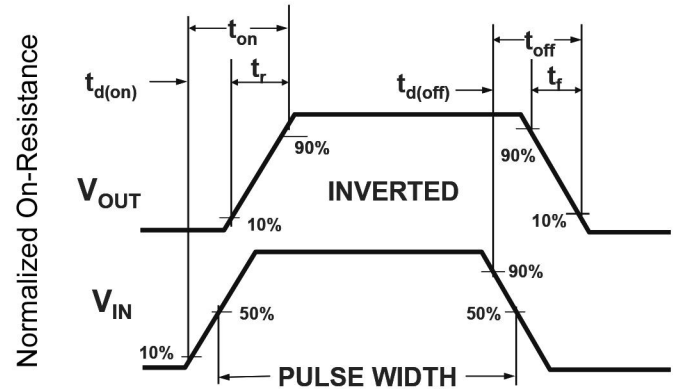 Normalized On-Resistance
t_on
t_off
t_r
t_f
t_d(on)
t_d(off)
90%
90%
V_OUT
INVERTED
10%
10%
90%
V_IN
50%
50%
10%
PULSE WIDTH